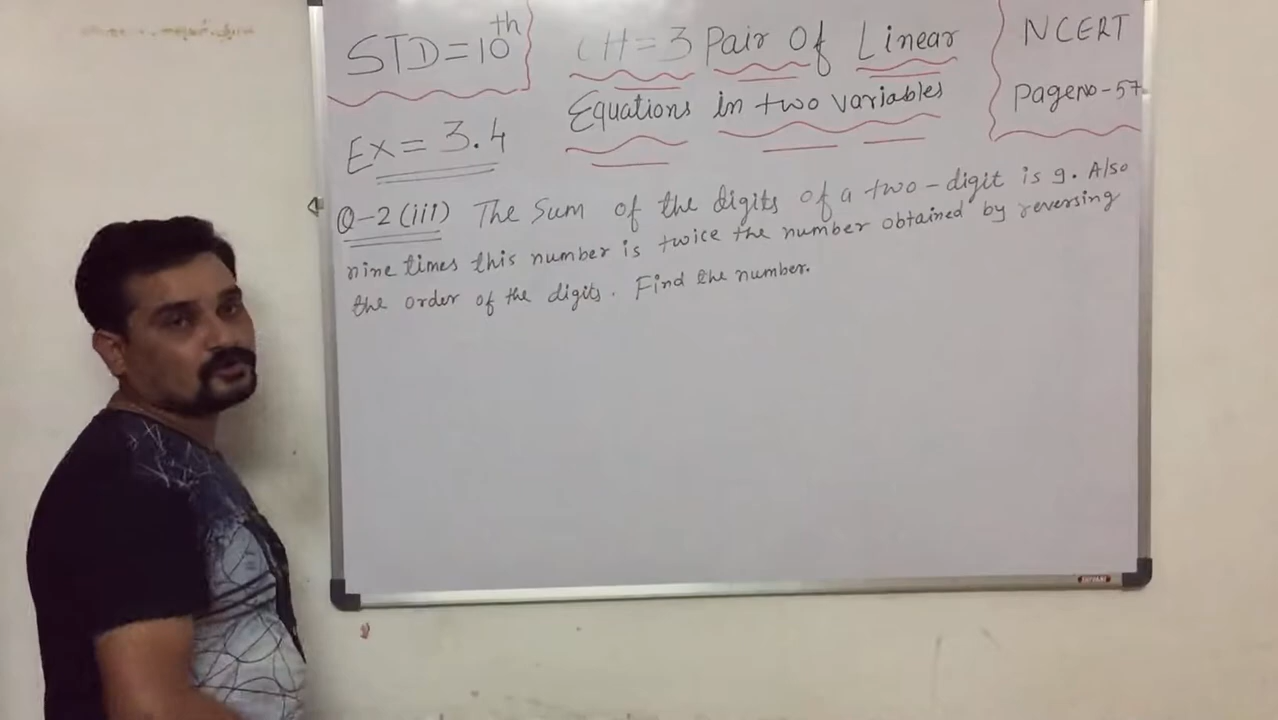 STD=10th
CH=3 Pair Of Linear
Equations in two variables
NCERT
Pageno-57
Ex=3.4
Q-2(iii) The Sum of the digits of a two-digit is 9. Also
nine times this number is twice the number obtained by reversing
the order of the digits. Find the number.